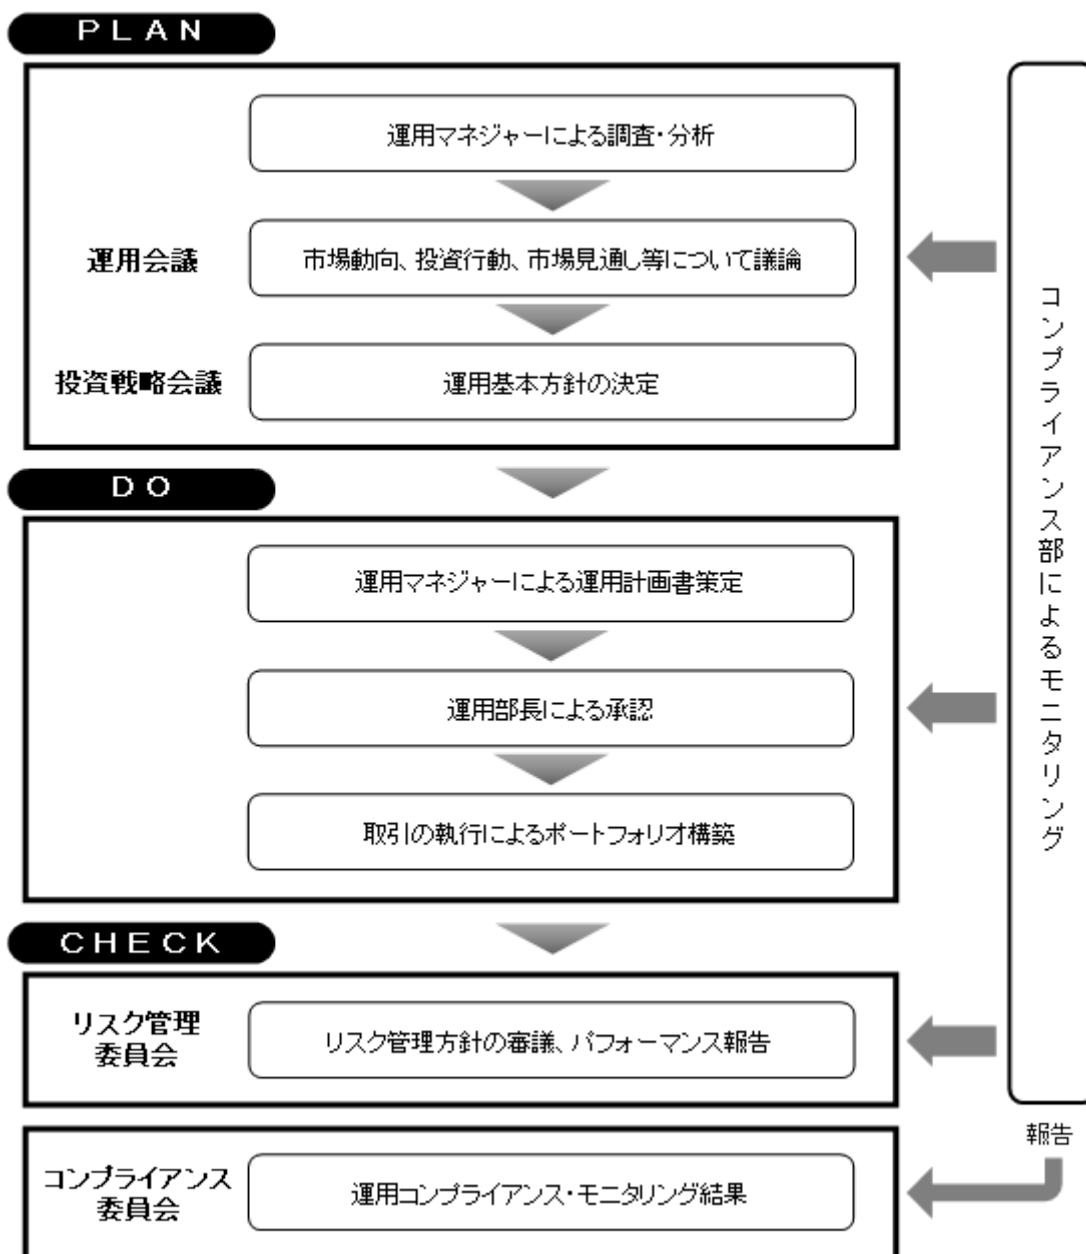 PLAN
運用マネジャーによる調査・分析
運用会議
市場動向、投資行動、市場見通し等について議論
投資戦略会議
運用基本方針の決定
DO
運用マネジャーによる運用計画書策定
運用部長による承認
取引の執行によるポートフォリオ構築
CHECK
リスク管理
委員会
リスク管理方針の審議、パフォーマンス報告
コンプライアンス
委員会
運用コンプライアンス・モニタリング結果
コンプライアンス部によるモニタリング
報告